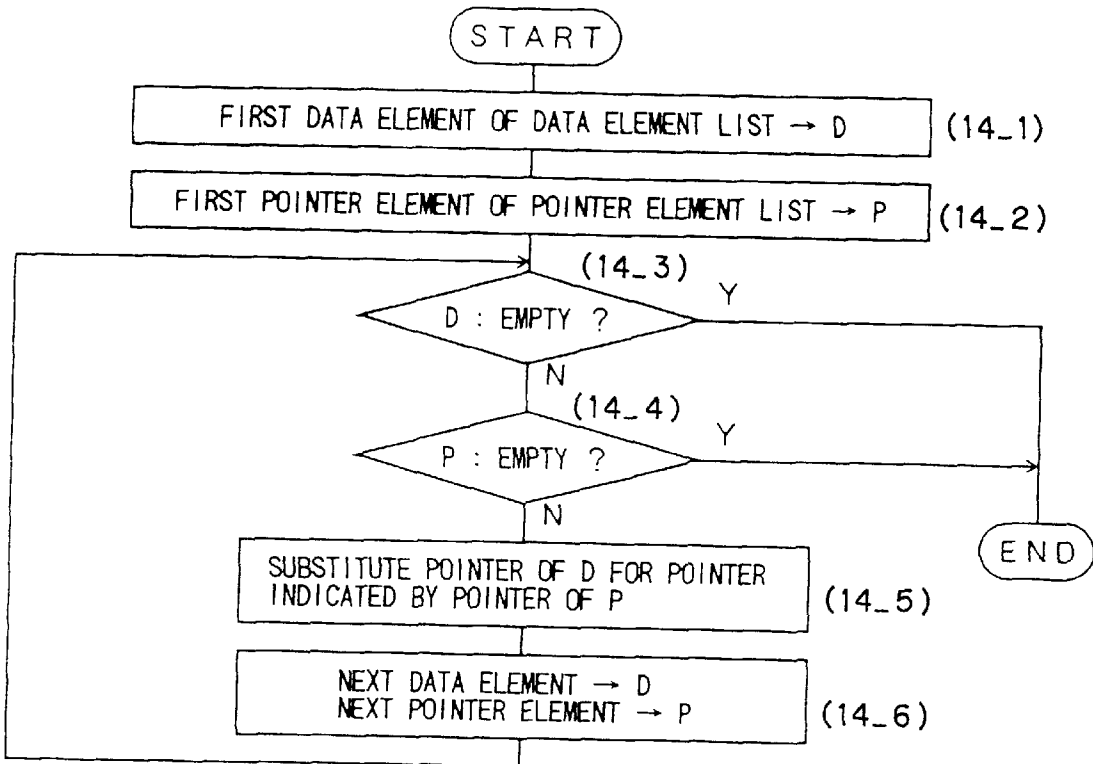 START
FIRST DATA ELEMENT OF DATA ELEMENT LIST → D
(14_1)
FIRST POINTER ELEMENT OF POINTER ELEMENT LIST → P
(14_2)
(14_3)
D : EMPTY ?
Y
N
(14_4)
P : EMPTY ?
Y
N
END
SUBSTITUTE POINTER OF D FOR POINTER
INDICATED BY POINTER OF P
(14_5)
NEXT DATA ELEMENT → D
NEXT POINTER ELEMENT → P
(14_6)